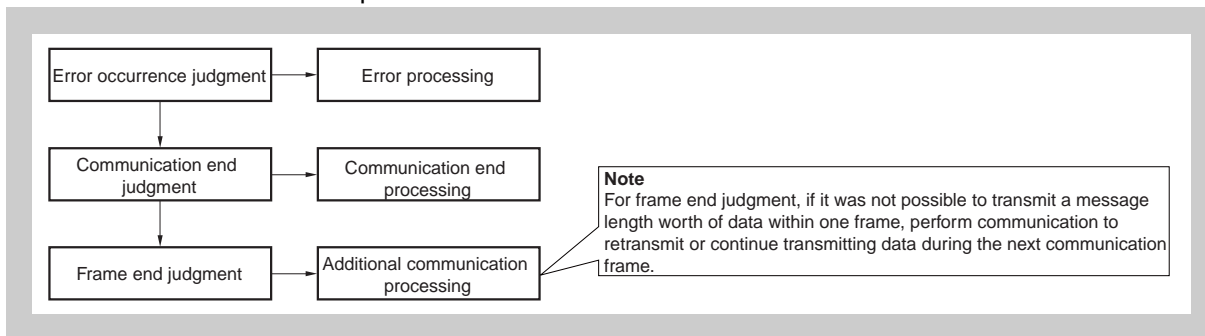 Error occurrence judgment
Error processing
Communication end
judgment
Communication end
processing
Note
For frame end judgment, if it was not possible to transmit a message
length worth of data within one frame, perform communication to
retransmit or continue transmitting data during the next communication
frame.
Frame end judgment
Additional communication
processing